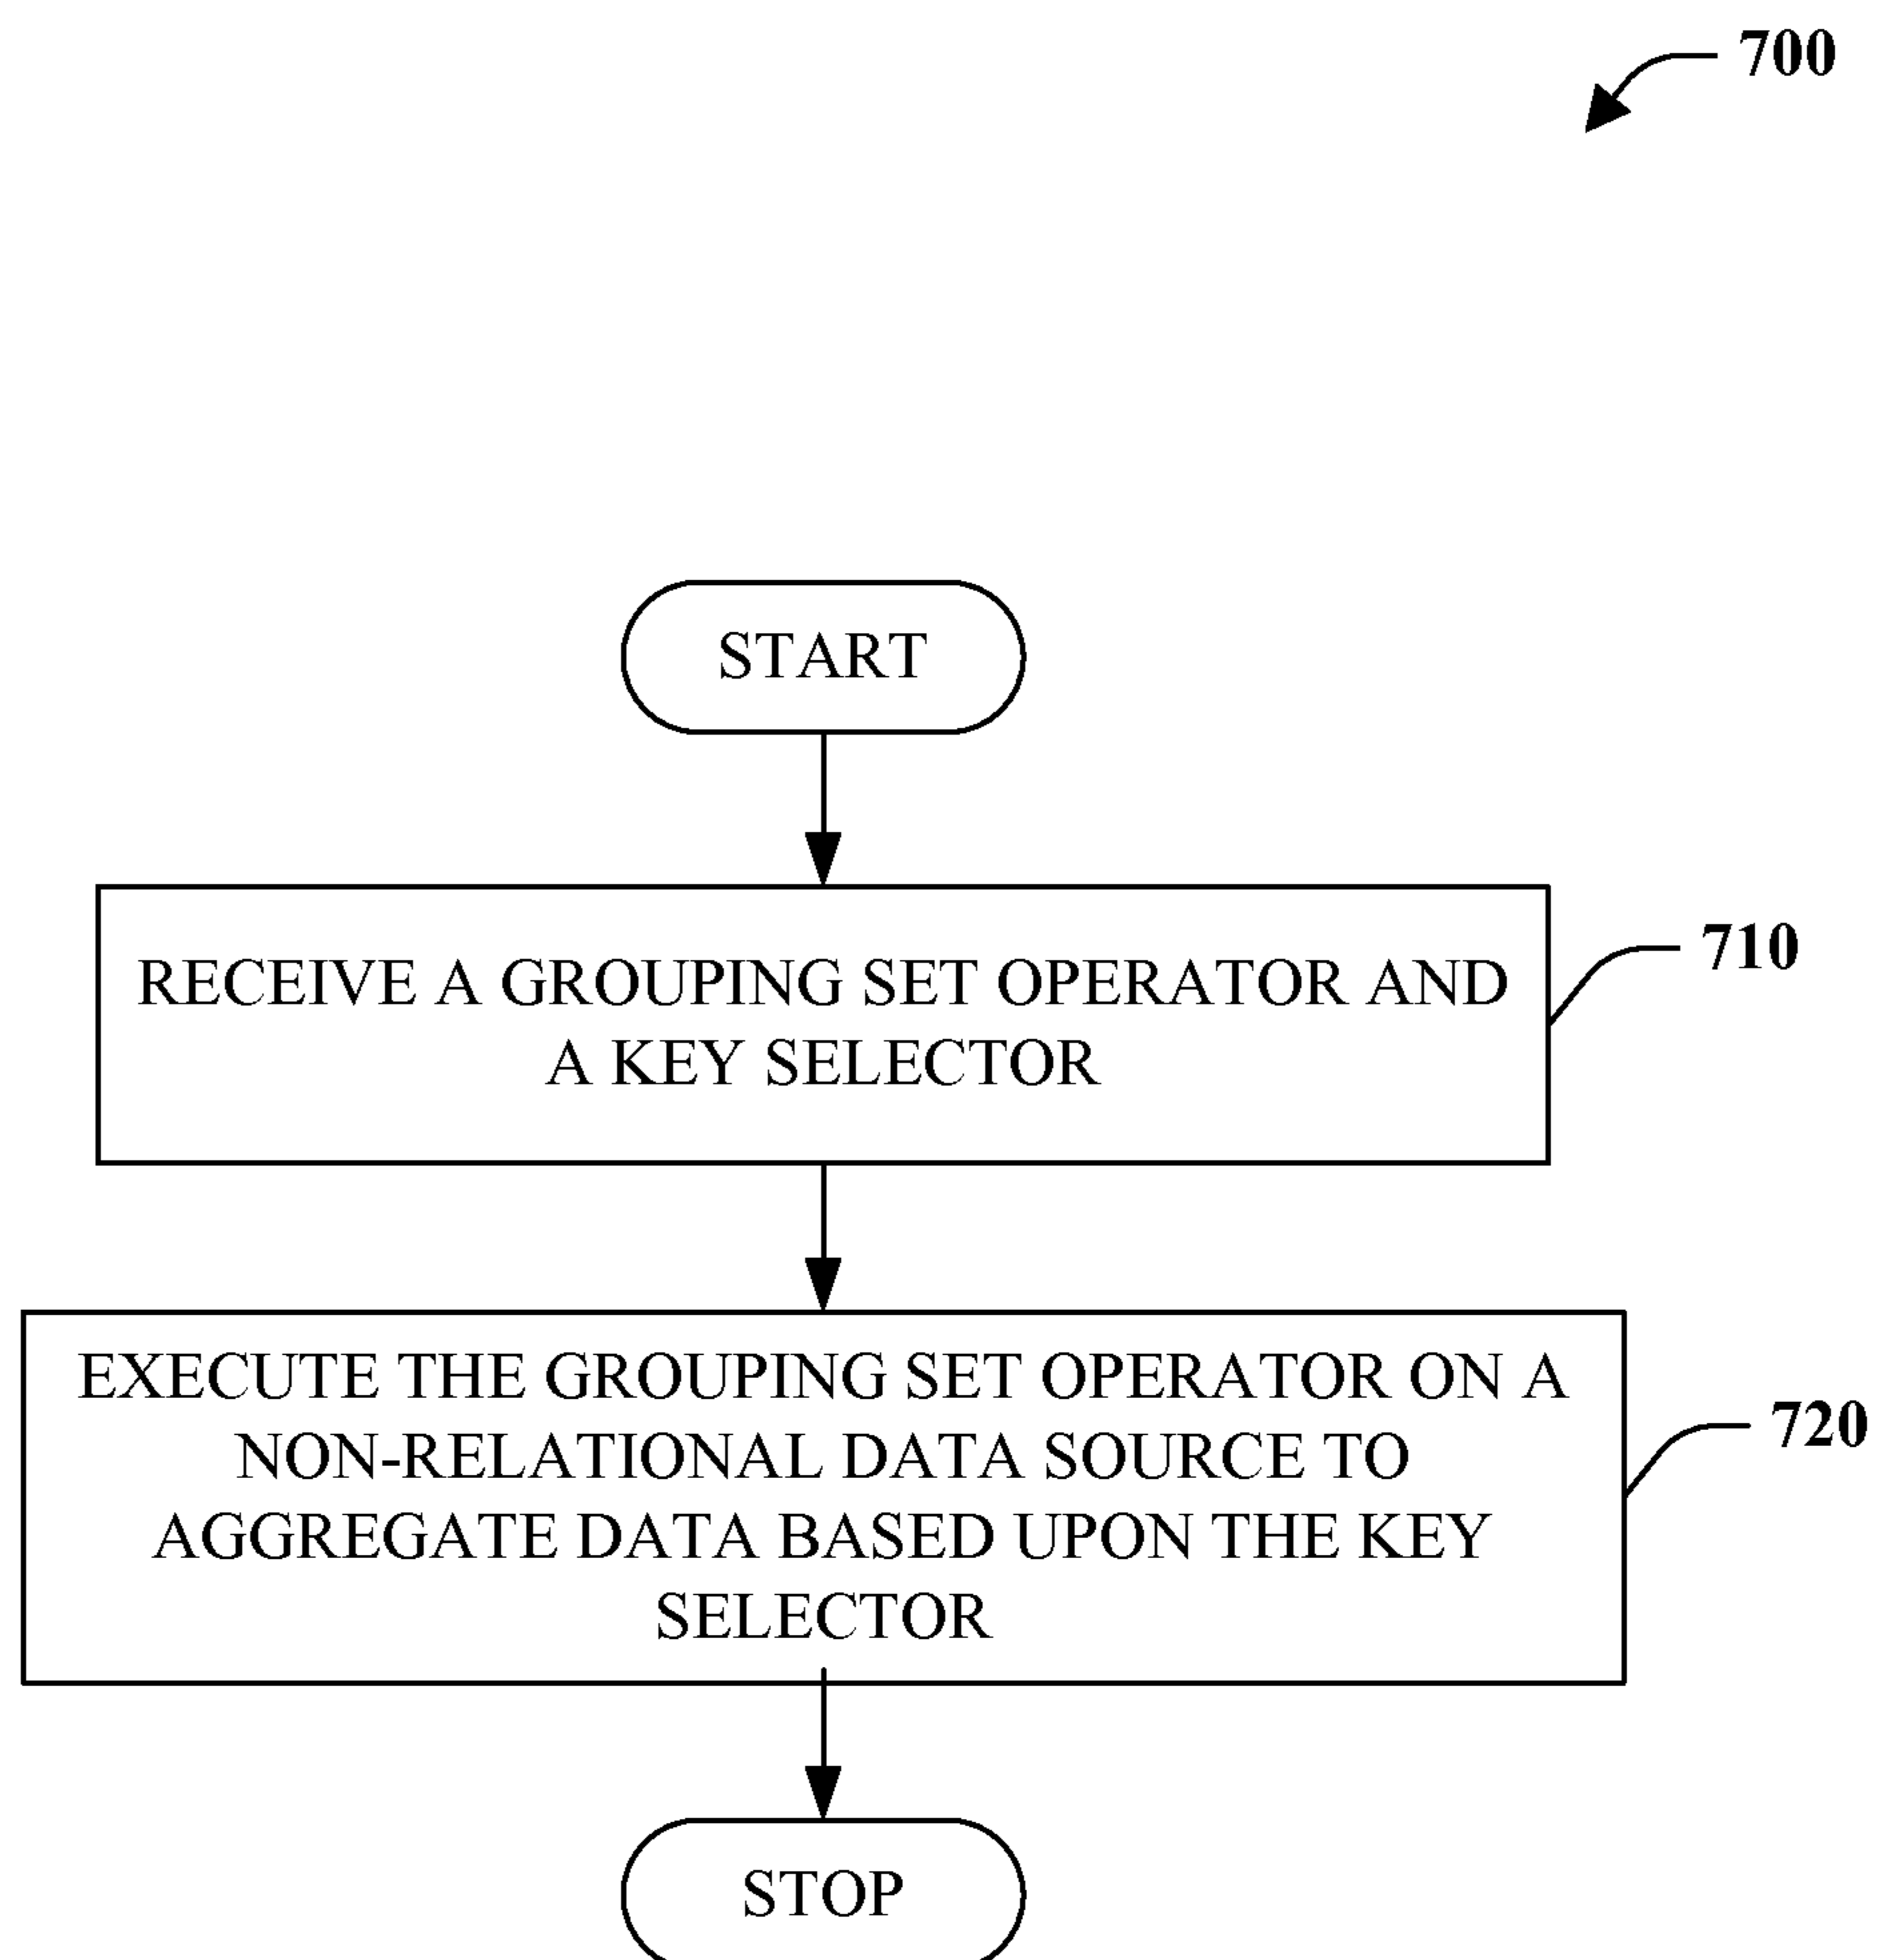 700
START
RECEIVE A GROUPING SET OPERATOR AND
A KEY SELECTOR
710
EXECUTE THE GROUPING SET OPERATOR ON A
NON-RELATIONAL DATA SOURCE TO
AGGREGATE DATA BASED UPON THE KEY
SELECTOR
720
STOP